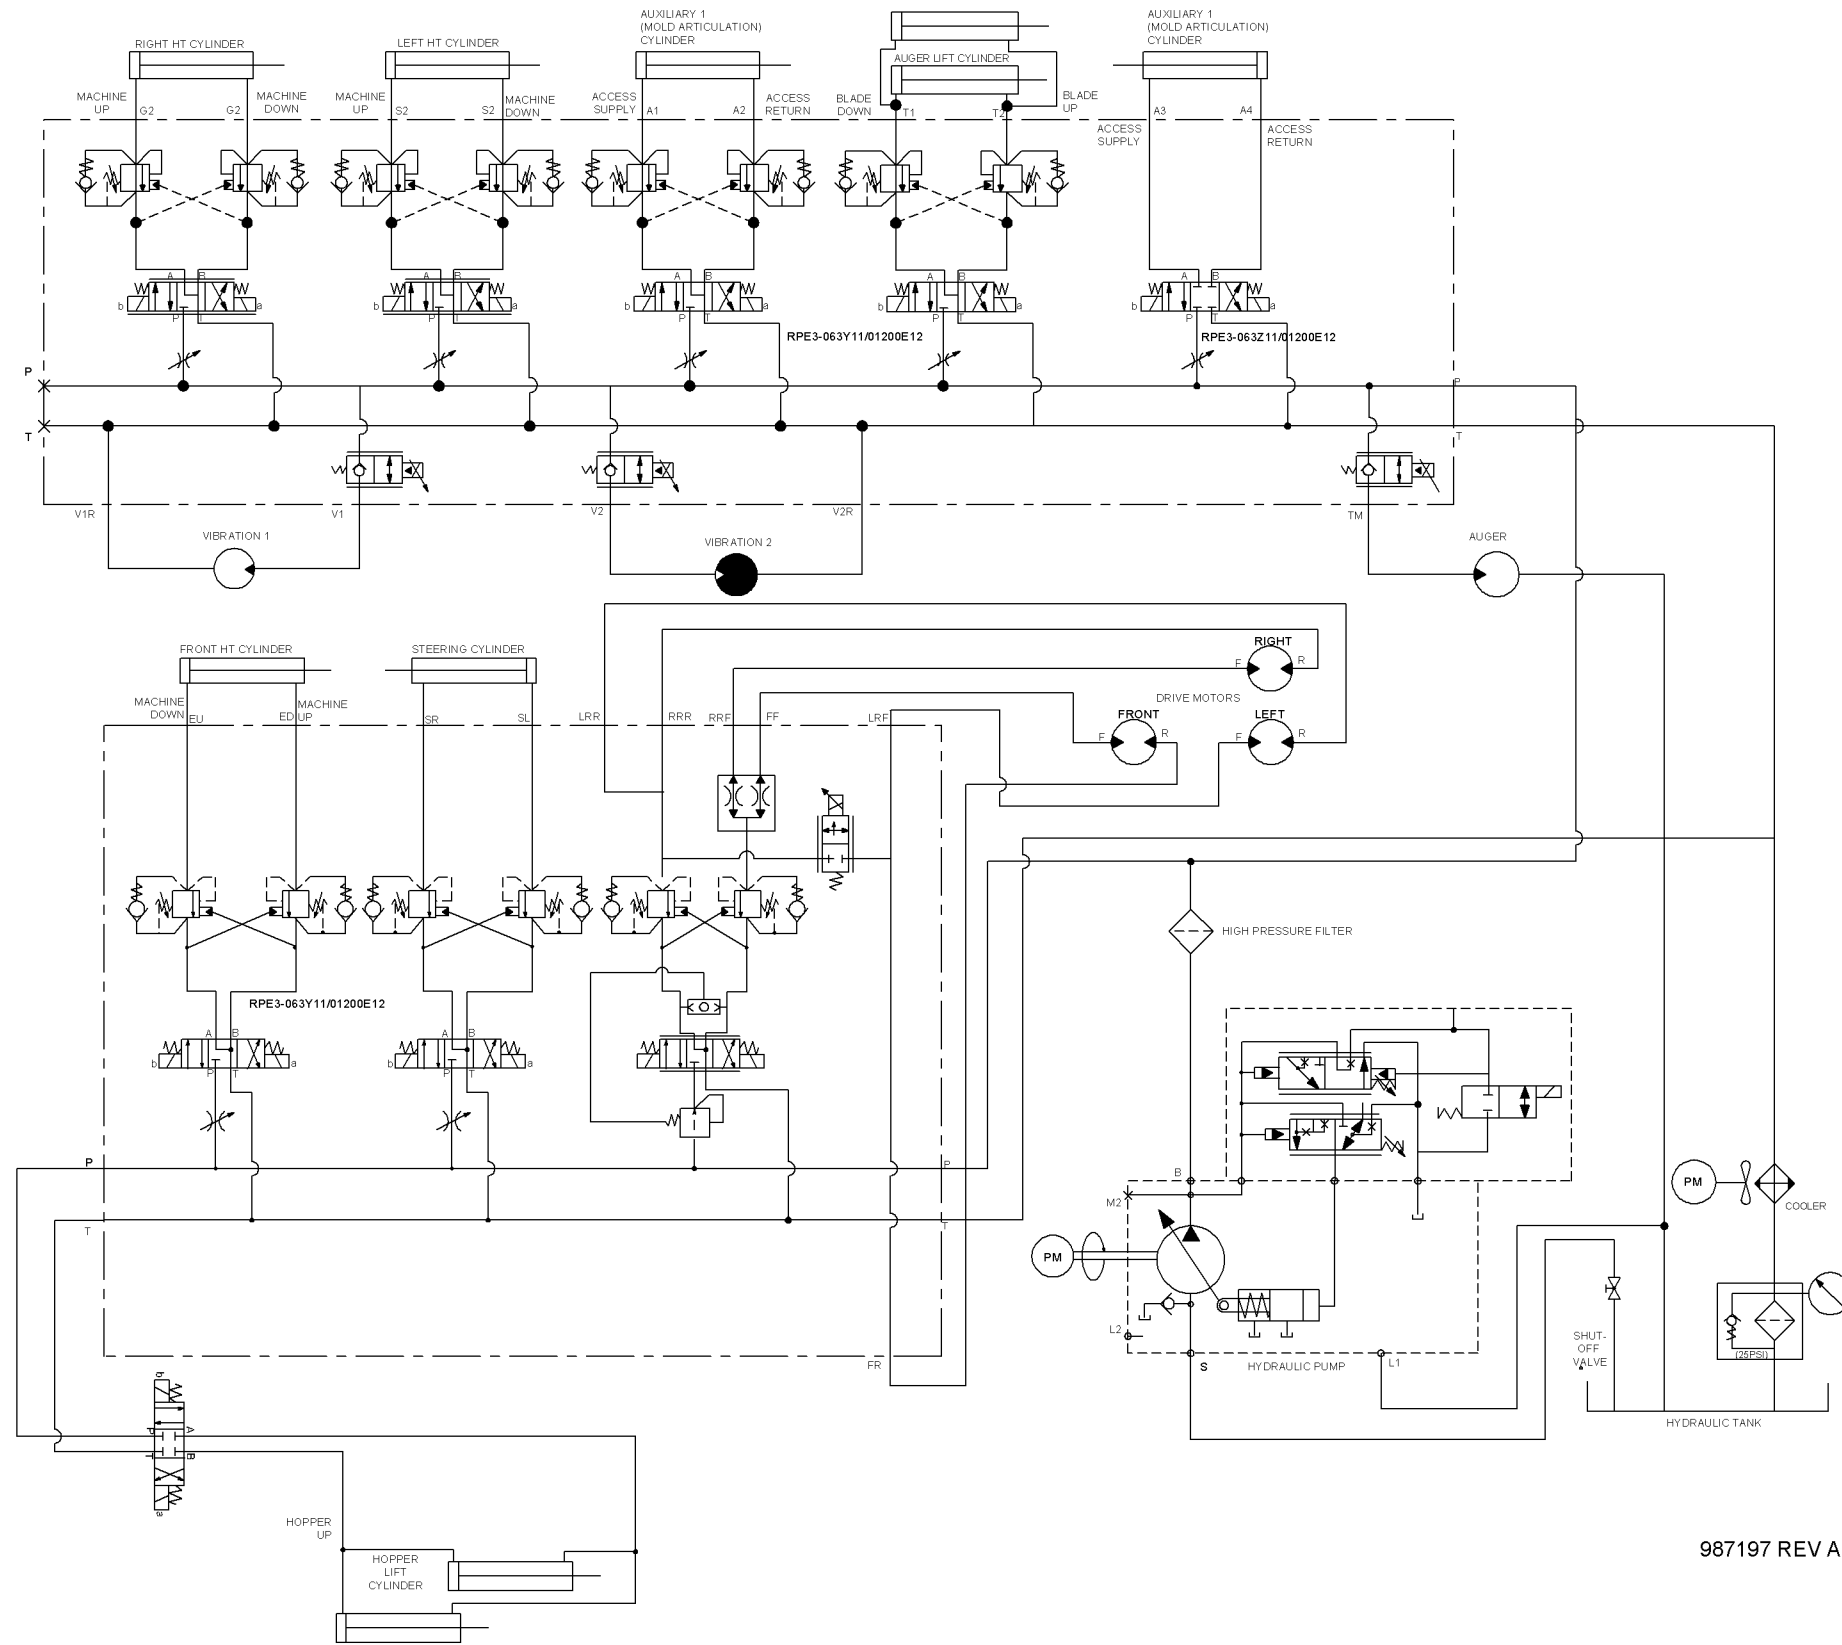 AUXILIARY 1
(MOLD ARTICULATION)
CYLINDER
AUXILIARY 1
(MOLD ARTICULATION)
CYLINDER
RIGHT HT CYLINDER
LEFT HT CYLINDER
AUGER LIFT CYLINDER
MACHINE
UP
G2
G2
MACHINE
DOWN
MACHINE
UP
S2
S2
MACHINE
DOWN
ACCESS
SUPPLY
A1
A2
ACCESS
RETURN
BLADE
DOWN
T1
T2
BLADE
UP
ACCESS
SUPPLY
A3
A4
ACCESS
RETURN
A B
b a
P T
A B
b a
P T
A B
b a
P T
A B
b a
P T
A B
b a
P T
RPE3-063Y11/01200E12
RPE3-063Z11/01200E12
P
P
T
T
V1R
V1
V2
V2R
TM
VIBRATION 1
VIBRATION 2
AUGER
FRONT HT CYLINDER
STEERING CYLINDER
RIGHT
F
R
DRIVE MOTORS
FRONT
F
R
LEFT
F
R
MACHINE
DOWN
EU
ED
MACHINE
UP
SR
SL
LRR
RRR
RRF
FF
LRF
HIGH PRESSURE FILTER
RPE3-063Y11/01200E12
A B
b a
P T
A B
b a
P T
P
P
T
T
B
M2
PM
L2
S
HYDRAULIC PUMP
L1
PM
COOLER
SHUT-
OFF
VALVE
(25PSI)
HYDRAULIC TANK
FR
b
P
A
T
B
a
HOPPER
UP
HOPPER
LIFT
CYLINDER
987197 REV A